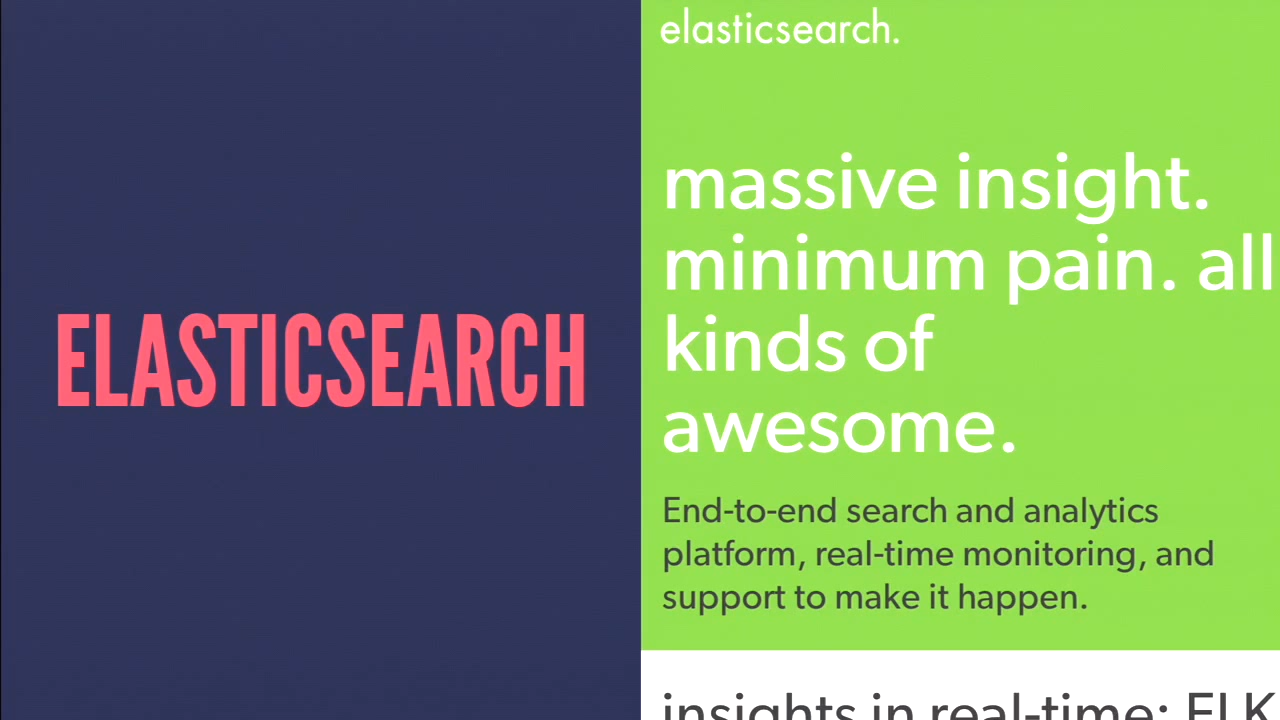 ELASTICSEARCH
elasticsearch.
massive insight.
minimum pain. all
kinds of
awesome.
End-to-end search and analytics
platform, real-time monitoring, and
support to make it happen.
insights in real-time: ELK